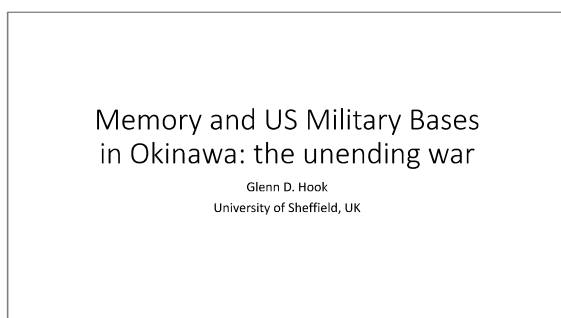 Memory and US Military Bases
in Okinawa: the unending war
Glenn D. Hook
University of Sheffield, UK